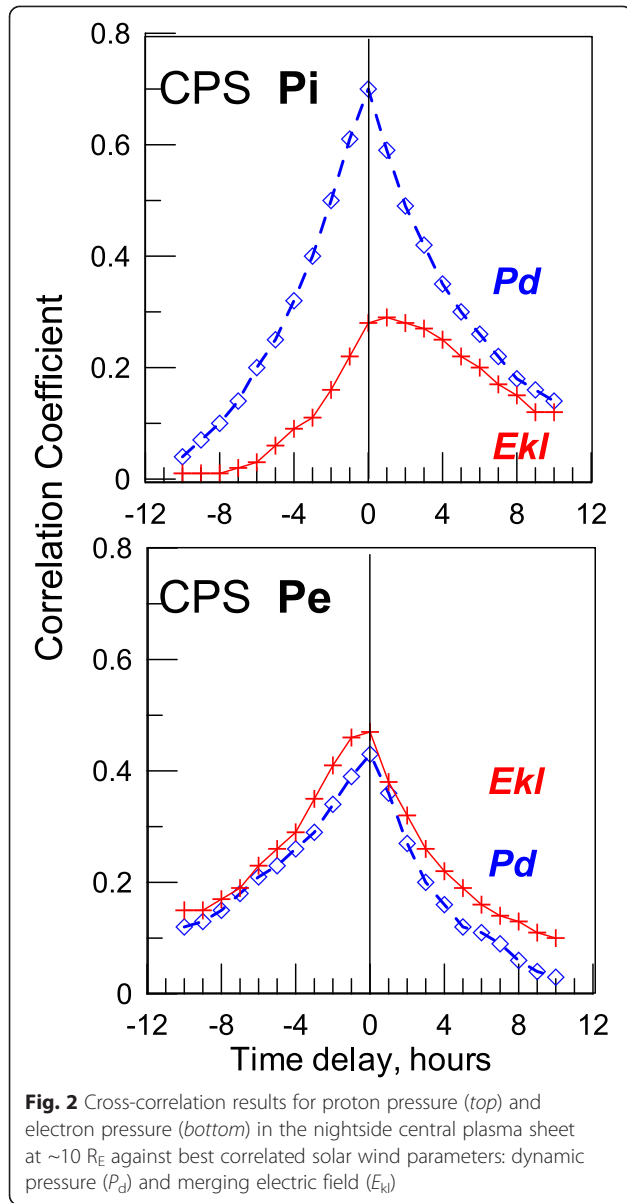 0.8
CPS Pi
0.6
0.4
Pd
0.2
Ekl
0
-12 -8 -4 0 4 8 12
Correlation Coefficient
0.8
CPS Pe
0.6
0.4
Ekl
Pd
0.2
0
-12 -8 -4 0 4 8 12
Time delay, hours
Fig. 2 Cross-correlation results for proton pressure (top) and
electron pressure (bottom) in the nightside central plasma sheet
at ~10 RE against best correlated solar wind parameters: dynamic
pressure (Pd) and merging electric field (Ekl)